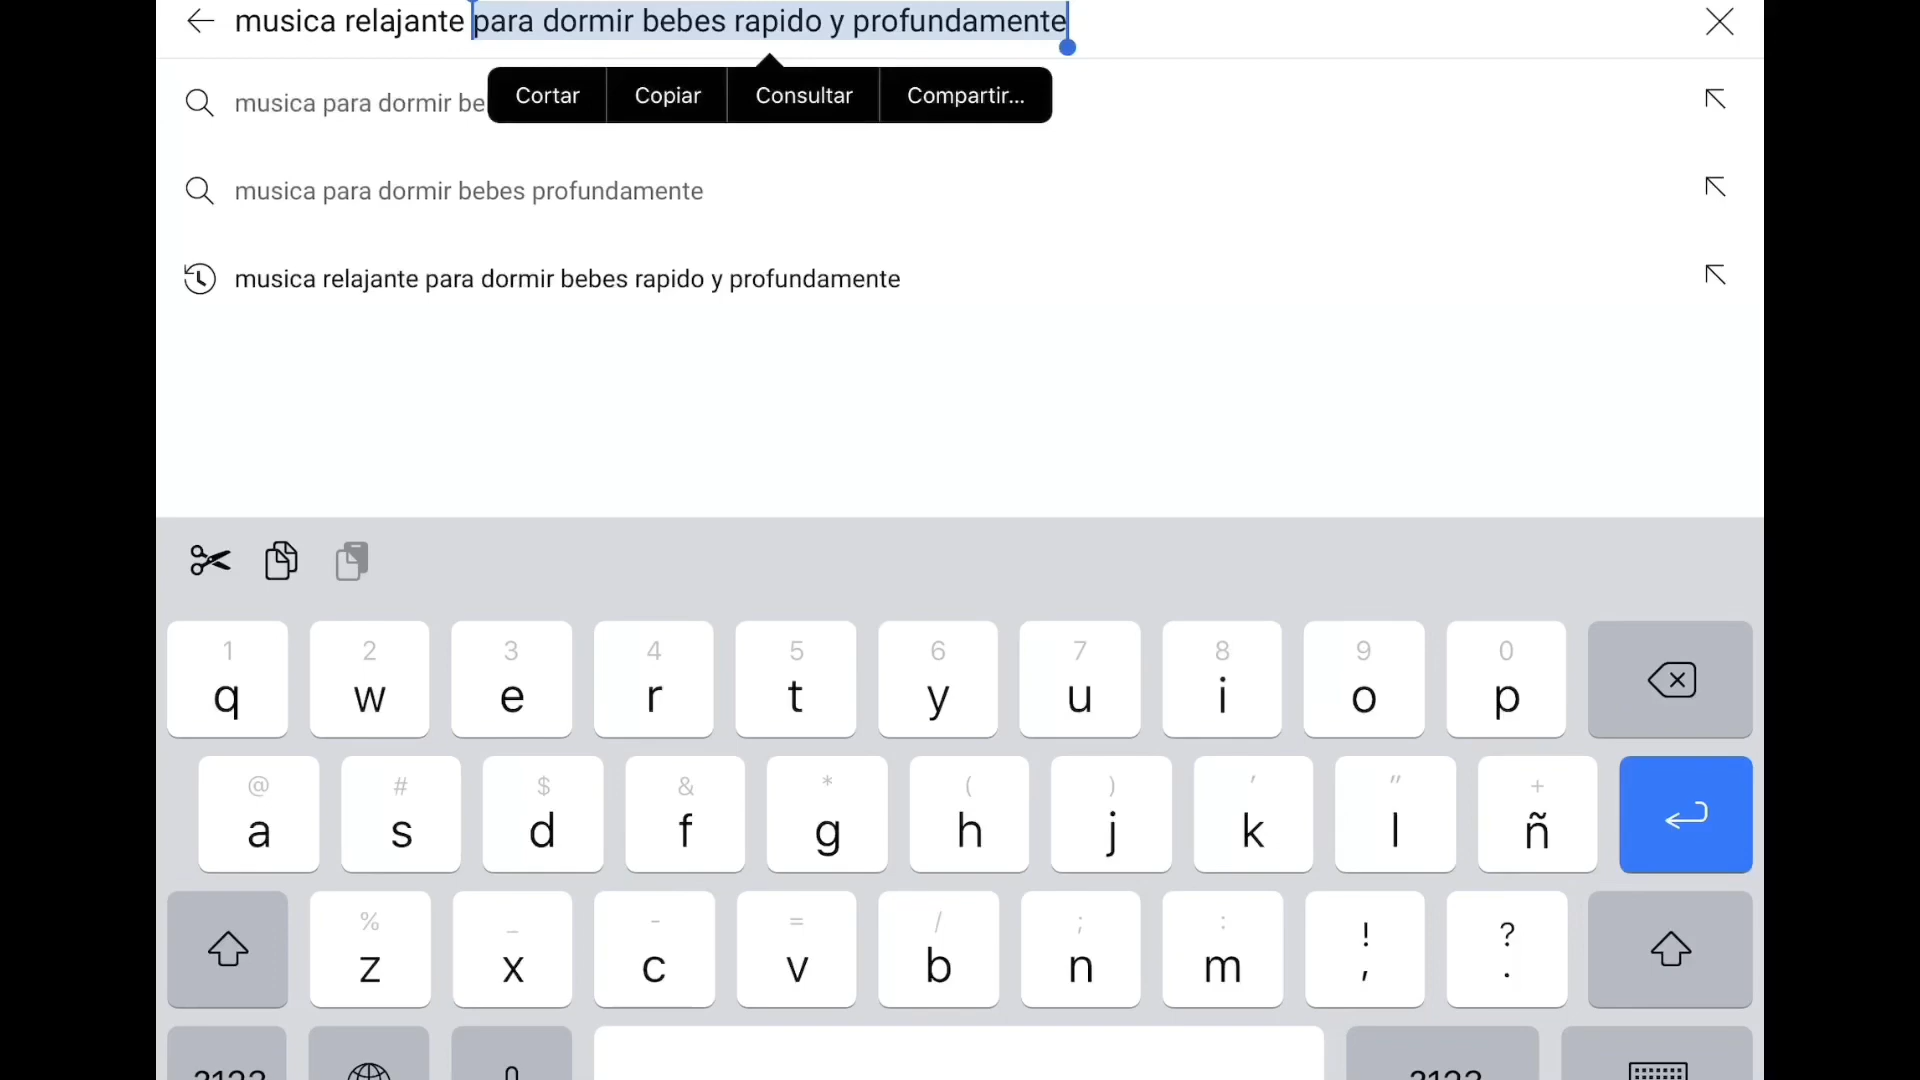 musica relajante para dormir bebes rapido y profundamente
Cortar Copiar Consultar Compartir...
musica para dormir be
musica para dormir bebes profundamente
musica relajante para dormir bebes rapido y profundamente
1 2 3 4 5 6 7 8 9 0
q w e r t y u i o p
@ # $ & * ( ) ' " +
a s d f g h j k l ñ
% _ - = / ; : ! ?
z x c v b n m , .